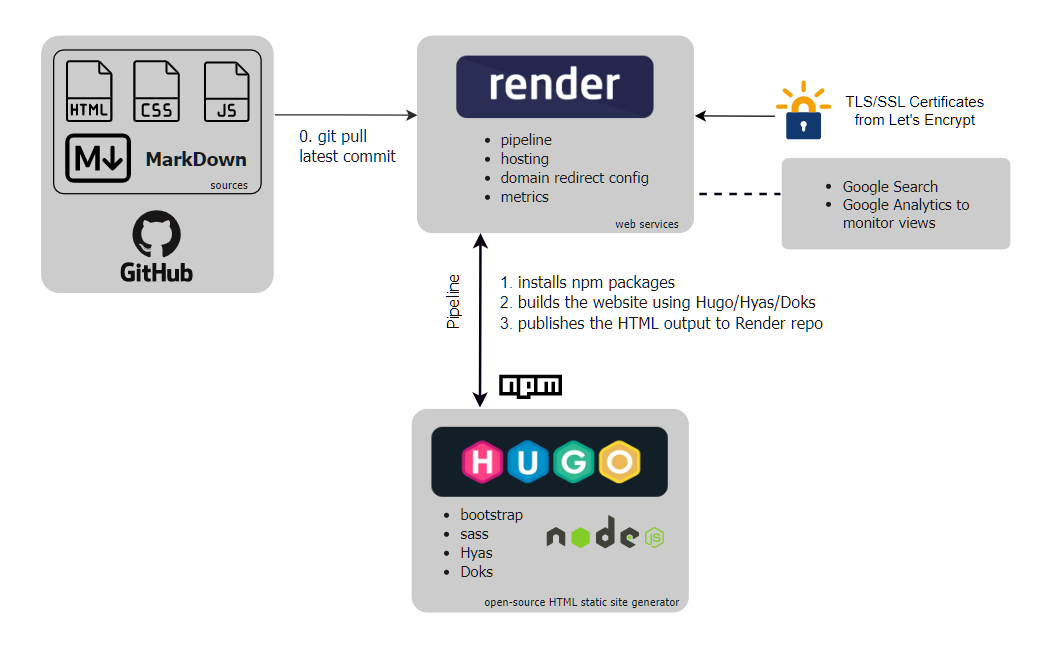 HTML
CSS
JS
M
MarkDown
sources
GitHub
0. git pull
latest commit
render
• pipeline
• hosting
• domain redirect config
• metrics
web services
TLS/SSL Certificates
from Let's Encrypt
• Google Search
• Google Analytics to
monitor views
Pipeline
1. installs npm packages
2. builds the website using Hugo/Hyas/Doks
3. publishes the HTML output to Render repo
npm
HUGO
• bootstrap
• sass
• Hyas
• Doks
node
JS
open-source HTML static site generator